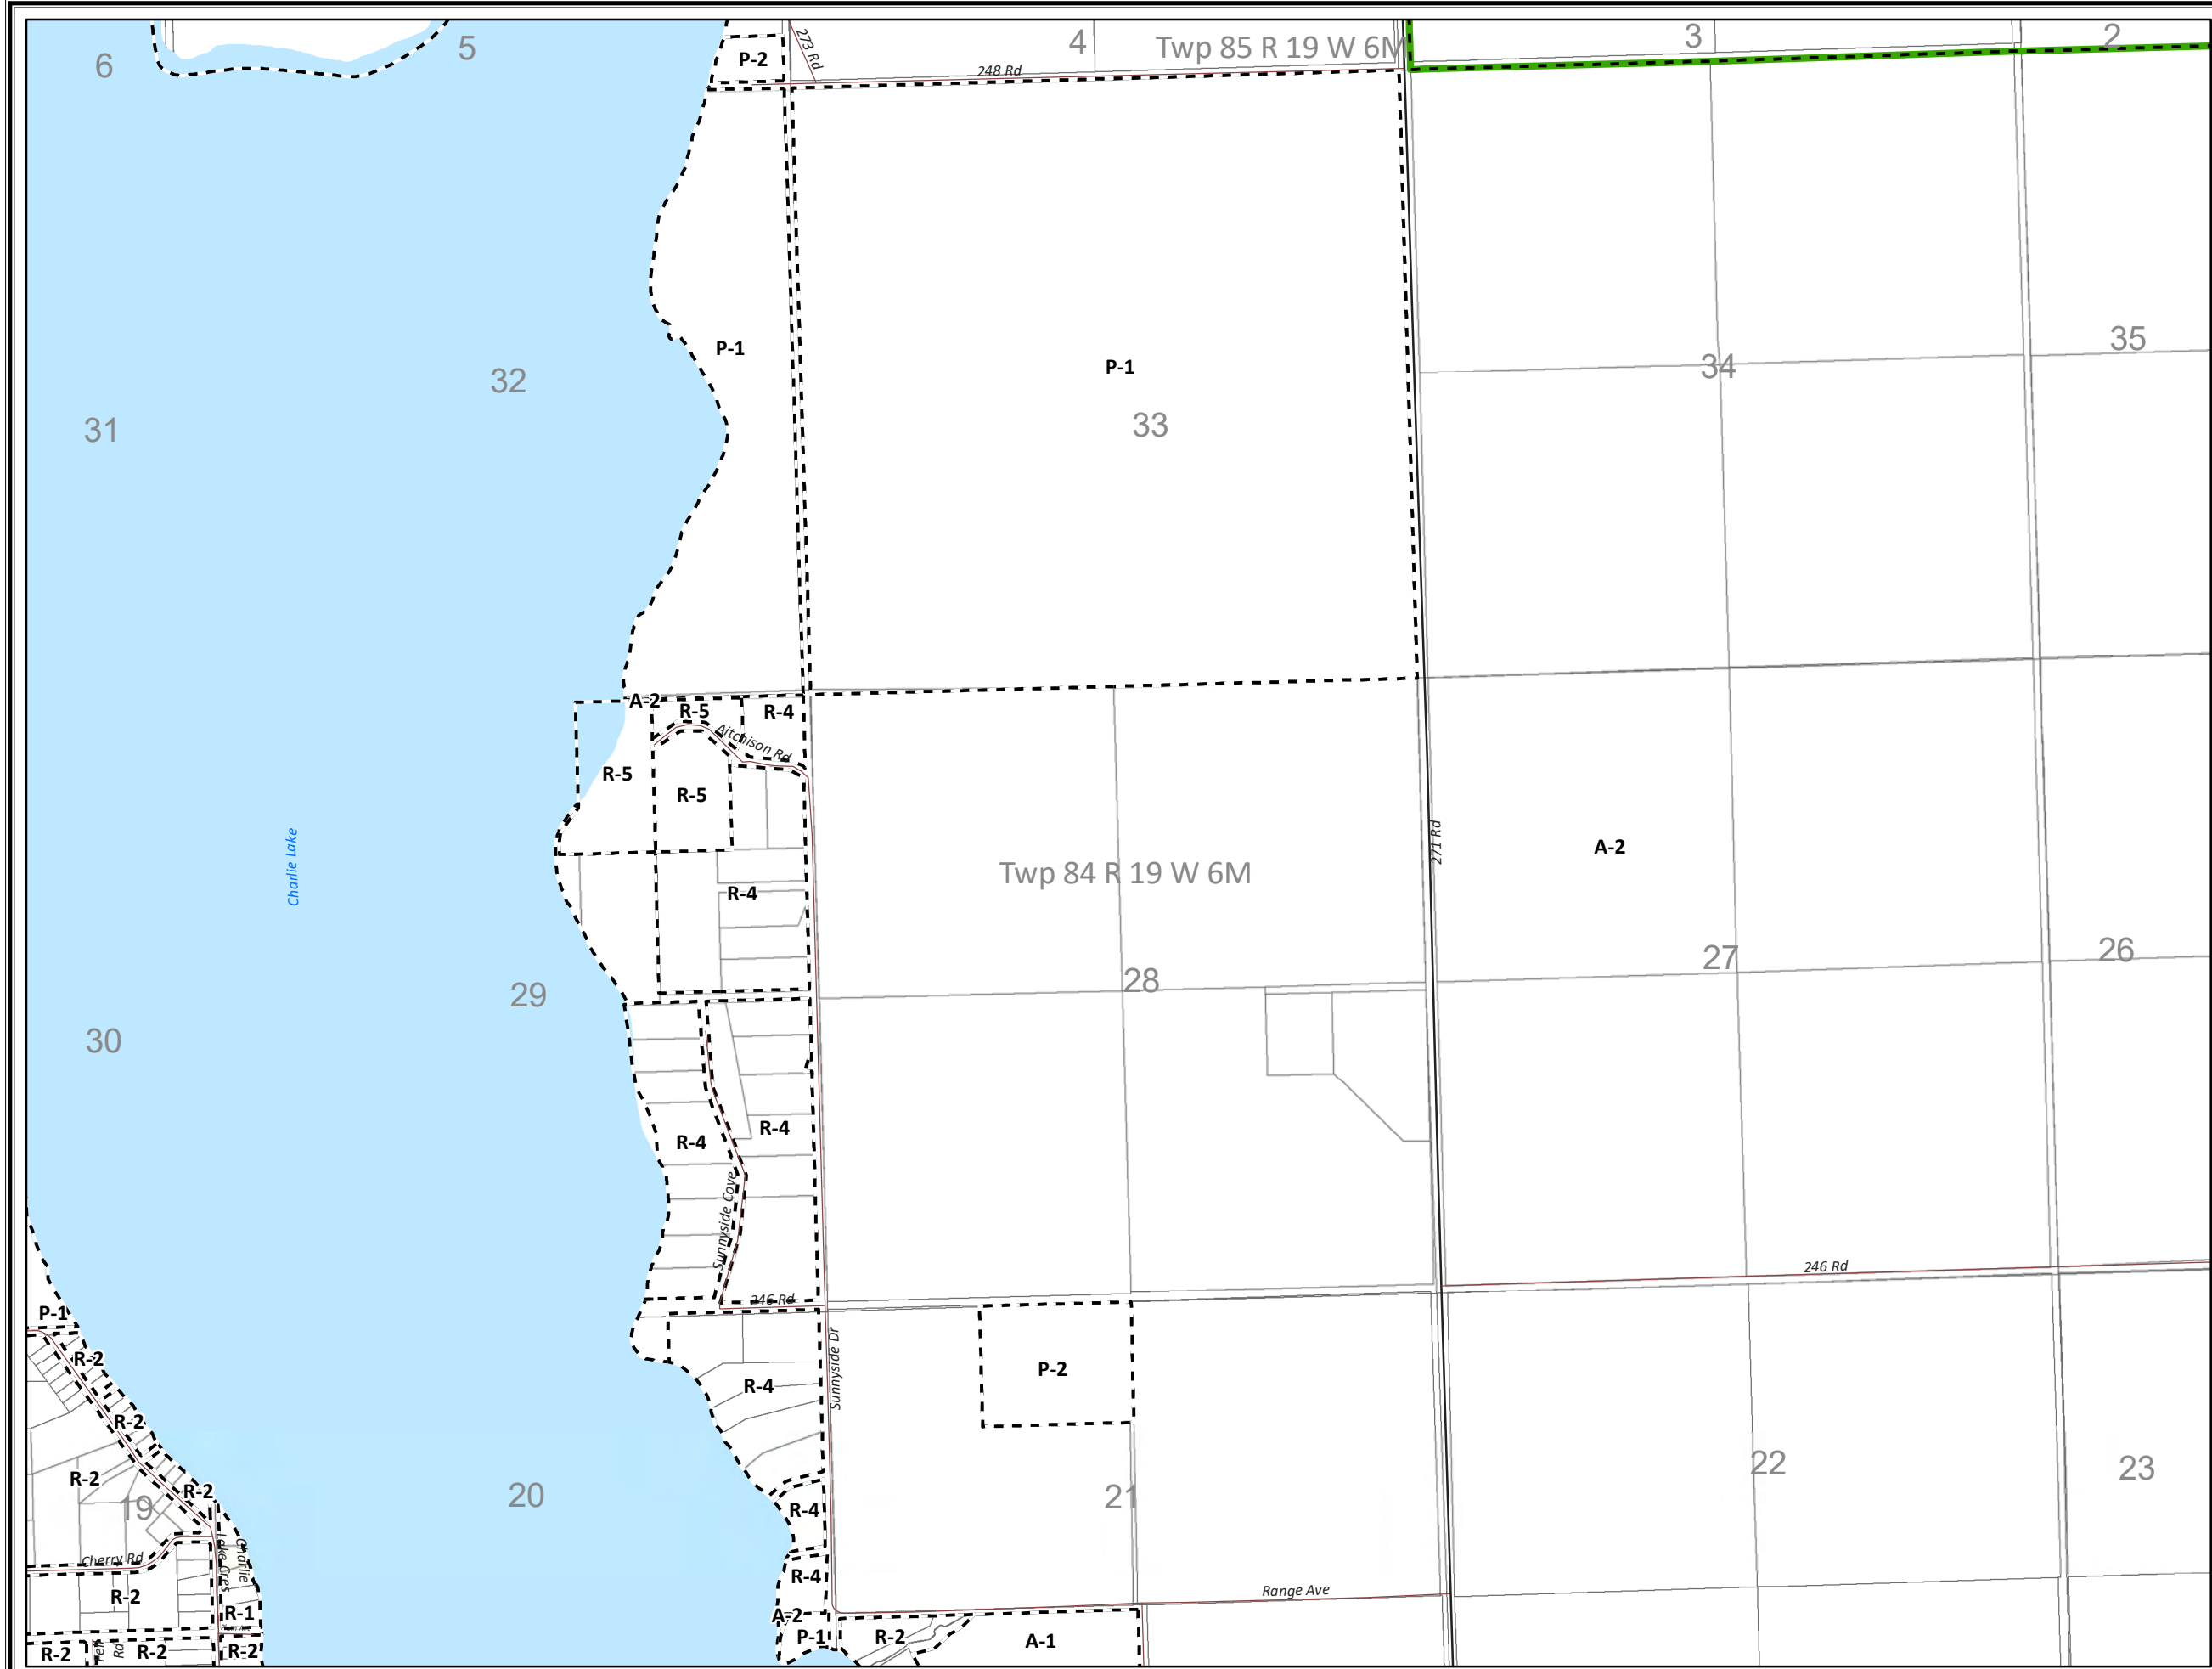 6
5
4
Twp 85 R 19 W 6M
3
2
P-2
273 Rd
248 Rd
P-1
P-1
31
32
33
34
35
A-2
R-5
R-4
Aitchison Rd
R-5
R-5
Charlie Lake
271 Rd
A-2
Twp 84 R 19 W 6M
R-4
30
29
28
27
26
R-4
R-4
Sunnyside Cove
246 Rd
246 Rd
P-1
R-2
Sunnyside Dr
P-2
R-4
R-2
R-2
R-2
19
20
21
22
23
R-4
Cherry Rd
Charlie
Lake Cres
R-4
Range Ave
R-2
R-1
A-2
P-1
R-2
A-1
R-2
Rd
R-2
R-2